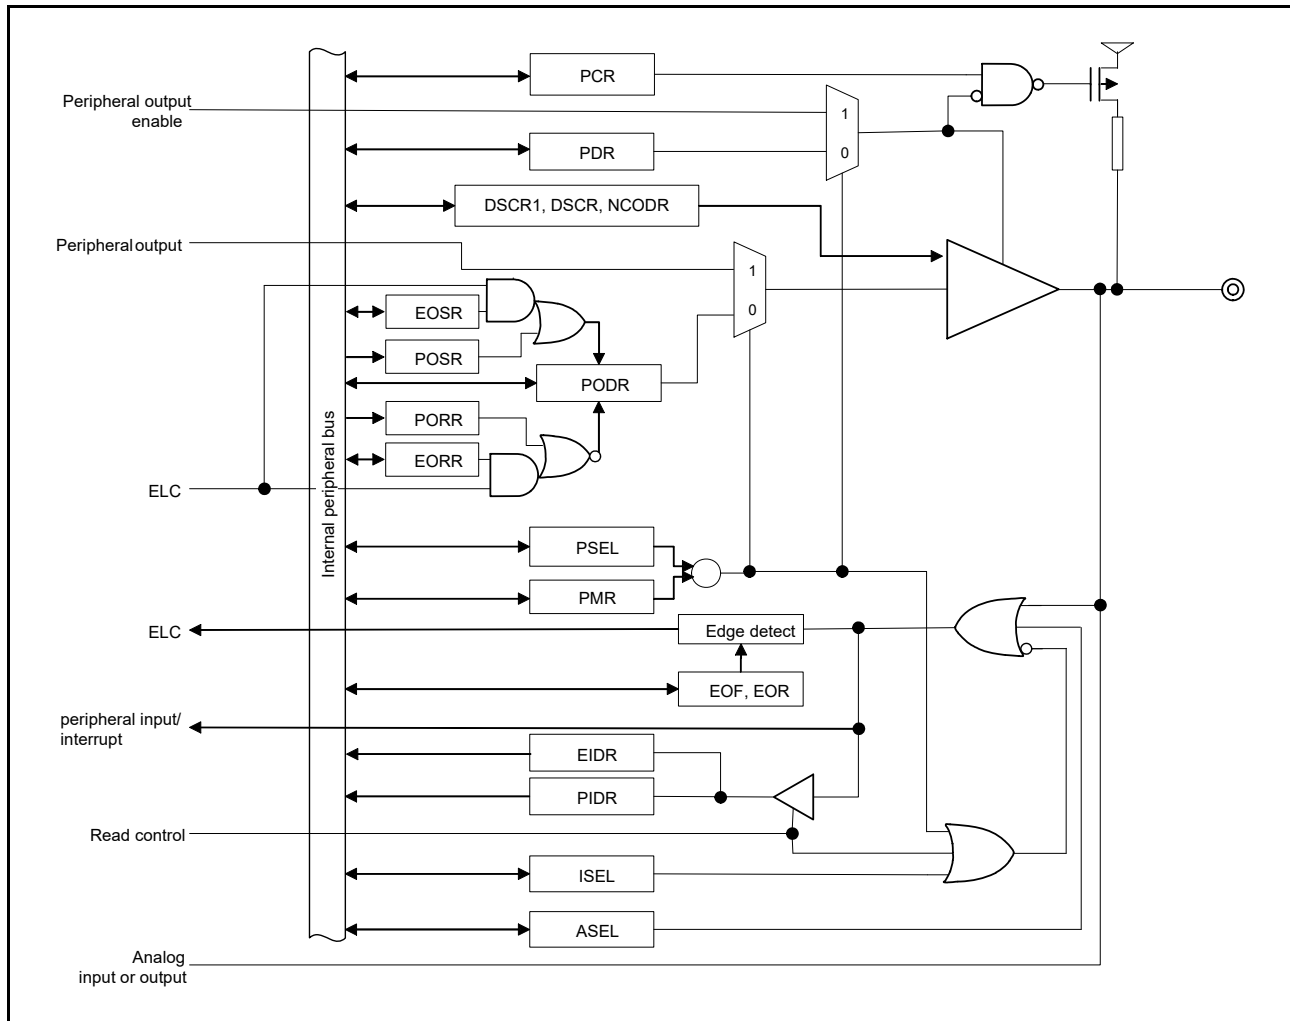 PCR
Peripheral output
enable
1
PDR
0
DSCR1, DSCR, NCODR
Peripheral output
1
EOSR
0
POSR
PODR
PORR
Internal peripheral bus
EORR
ELC
PSEL
PMR
ELC
Edge detect
EOF, EOR
peripheral input/
interrupt
EIDR
PIDR
Read control
ISEL
ASEL
Analog
input or output